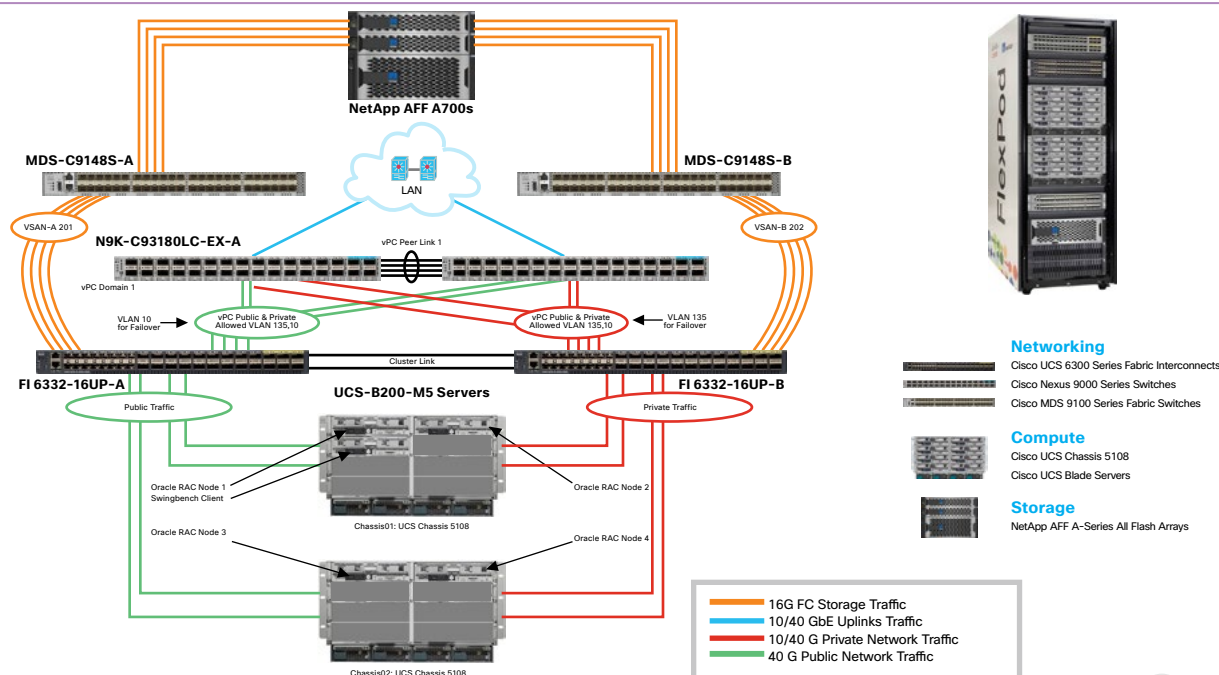 NetApp AFF A700s
MDS-C9148S-A
MDS-C9148S-B
LAN
VSAN-A 201
VSAN-B 202
N9K-C93180LC-EX-A
vPC Peer Link 1
vPC Domain 1
VLAN 10
for Failover
vPC Public & Private
Allowed VLAN 135,10
vPC Public & Private
Allowed VLAN 135,10
VLAN 135
for Failover
Cluster Link
FI 6332-16UP-A
FI 6332-16UP-B
Public Traffic
UCS-B200-M5 Servers
Private Traffic
Oracle RAC Node 1
Swingbench Client
Oracle RAC Node 2
Chassis01: UCS Chassis 5108
Oracle RAC Node 3
Oracle RAC Node 4
Chassis02: UCS Chassis 5108
16G FC Storage Traffic
10/40 GbE Uplinks Traffic
10/40 G Private Network Traffic
40 G Public Network Traffic
FlexPod
Networking
Cisco UCS 6300 Series Fabric Interconnects
Cisco Nexus 9000 Series Switches
Cisco MDS 9100 Series Fabric Switches
Compute
Cisco UCS Chassis 5108
Cisco UCS Blade Servers
Storage
NetApp AFF A-Series All Flash Arrays